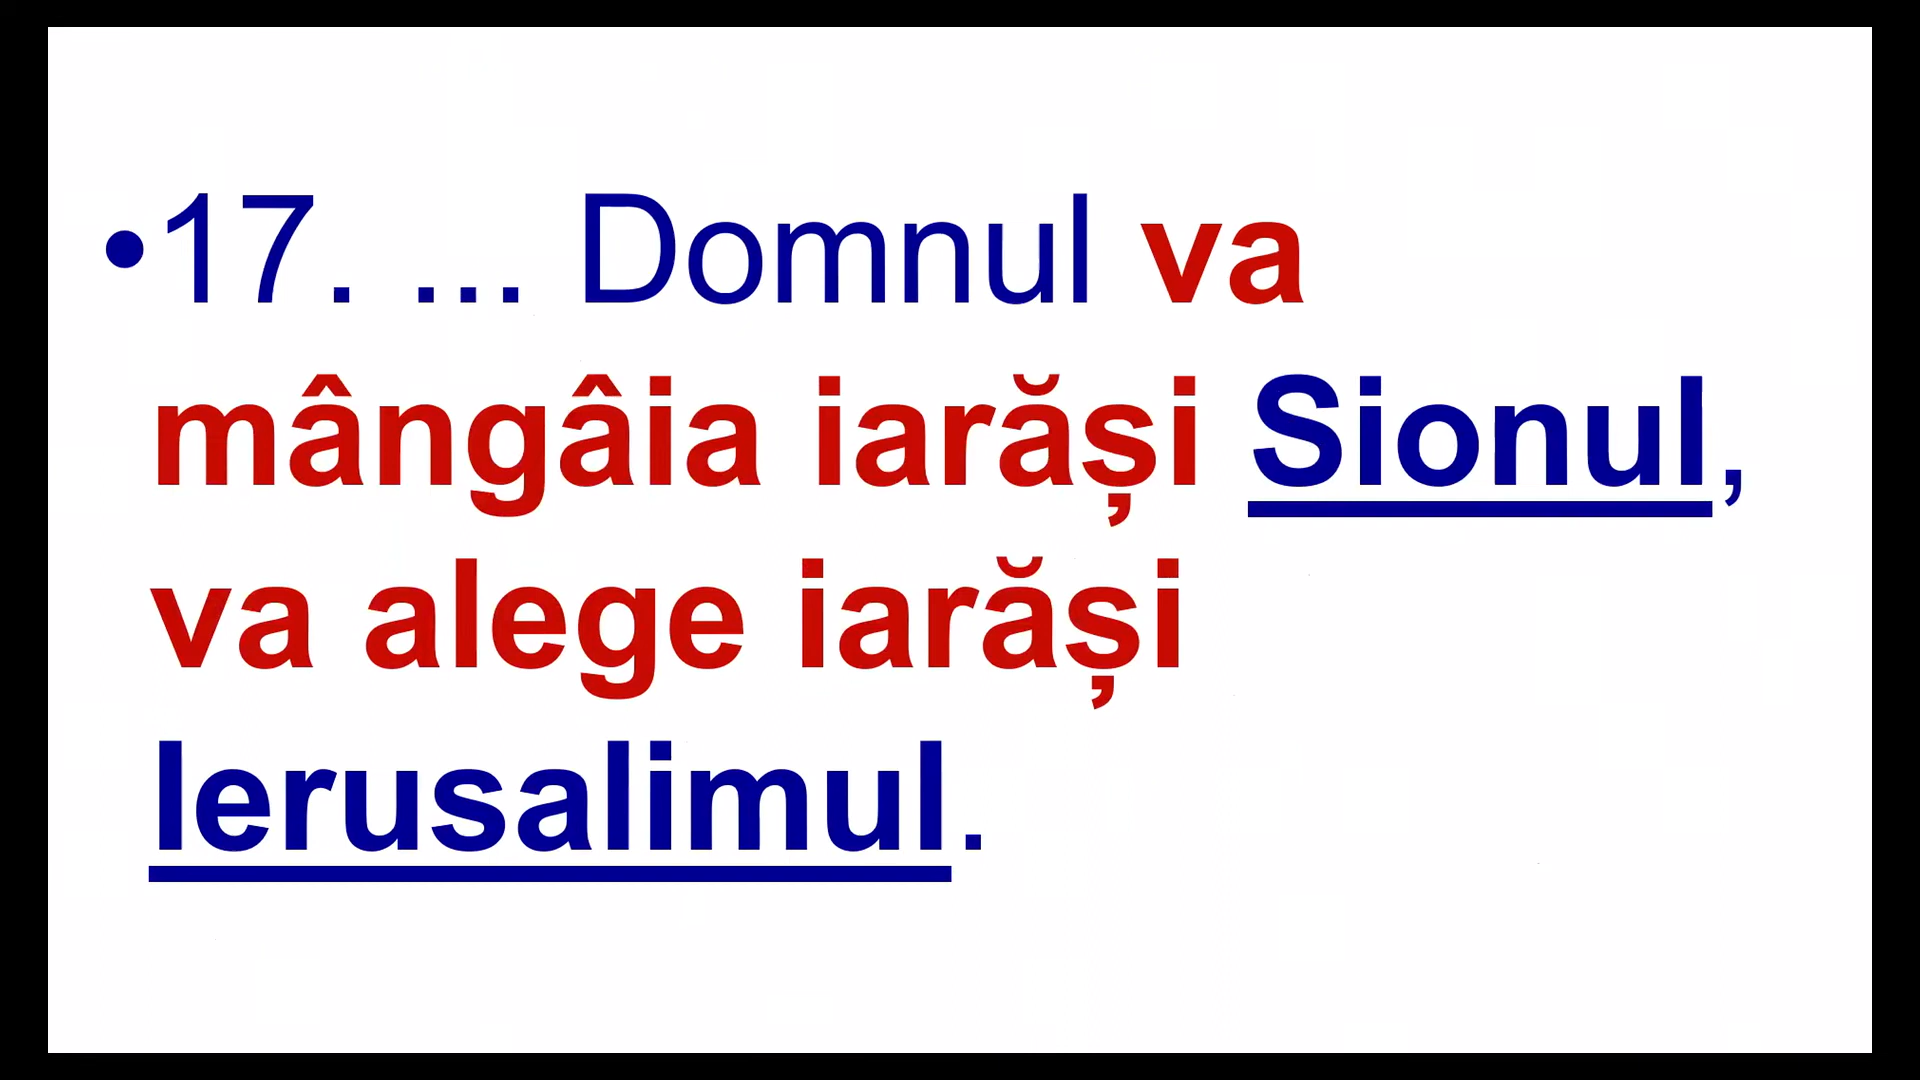 •17. ... Domnul va
mângâia iarăși Sionul,
va alege iarăși
Ierusalimul.